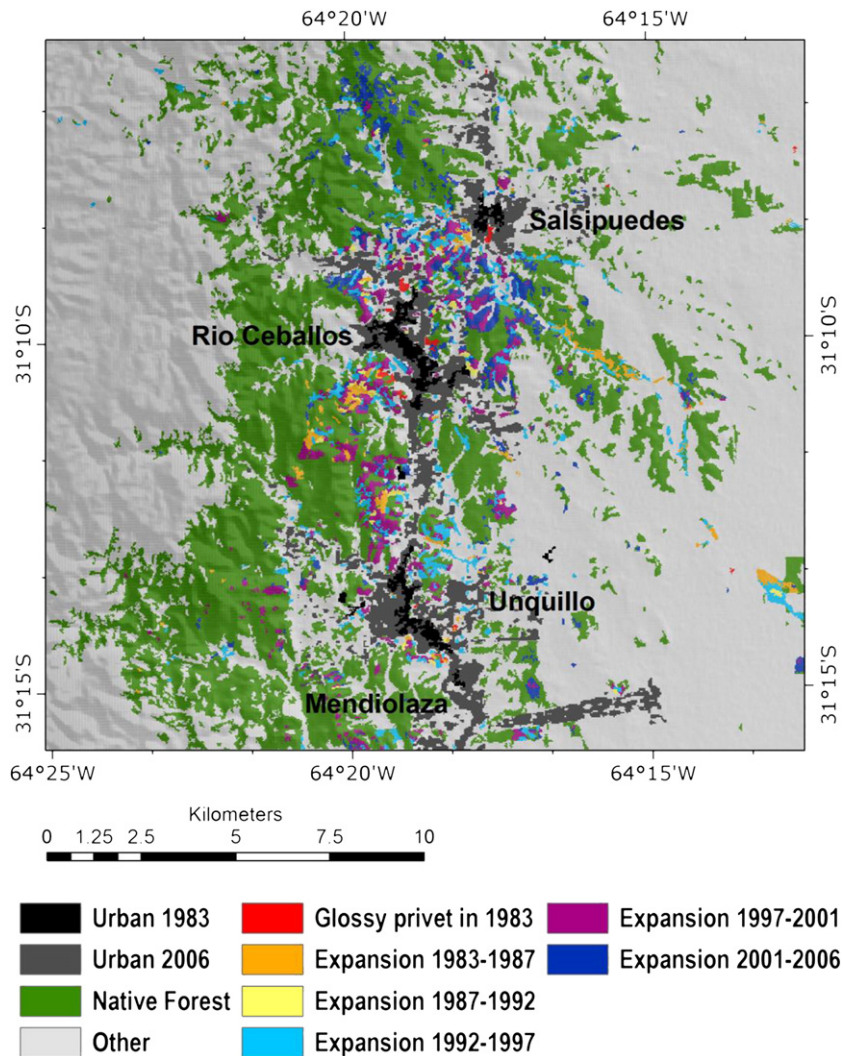 64°20'W 64°15'W
Salsipuedes
31°10'S Rio Ceballos 31°10'S
Unquillo
31°15'S Mendiolaza 31°15'S
64°25'W 64°20'W 64°15'W
Kilometers
0 1.25 2.5 5 7.5 10
Urban 1983 Glossy privet in 1983 Expansion 1997-2001
Urban 2006 Expansion 1983-1987 Expansion 2001-2006
Native Forest Expansion 1987-1992
Other Expansion 1992-1997